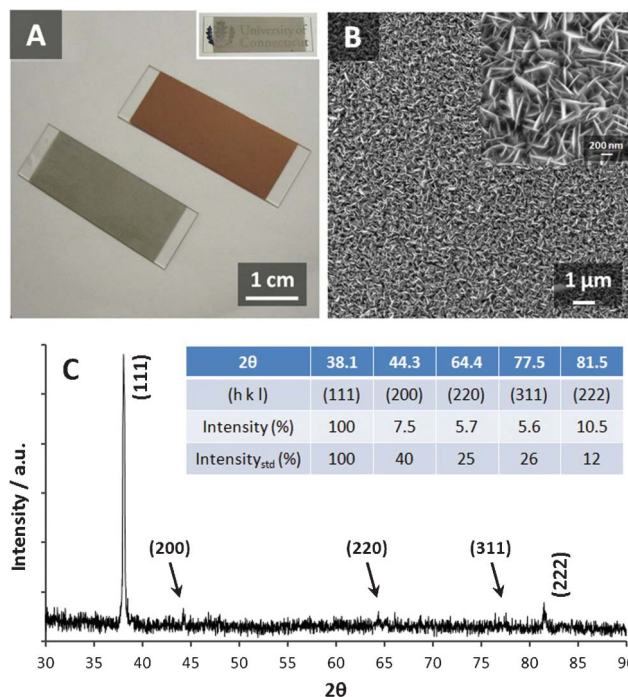 A
University of
Connecticut
1 cm
B
200 nm
1 µm
C
2θ 38.1 44.3 64.4 77.5 81.5
(h k l) (111) (200) (220) (311) (222)
Intensity (%) 100 7.5 5.7 5.6 10.5
Intensitystd (%) 100 40 25 26 12
(111)
(200)
(220)
(311)
(222)
Intensity / a.u.
30 35 40 45 50 55 60 65 70 75 80 85 90
2θ